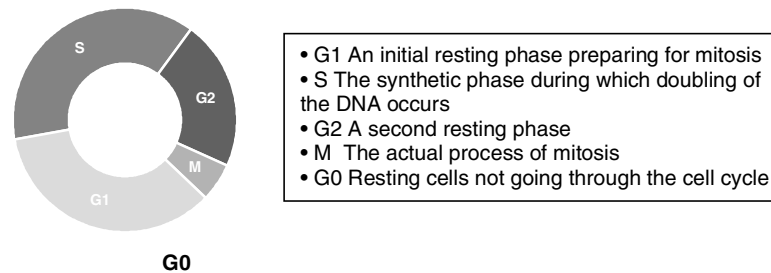 S
G2
M
G1
G0
• G1 An initial resting phase preparing for mitosis
• S The synthetic phase during which doubling of
the DNA occurs
• G2 A second resting phase
• M The actual process of mitosis
• G0 Resting cells not going through the cell cycle